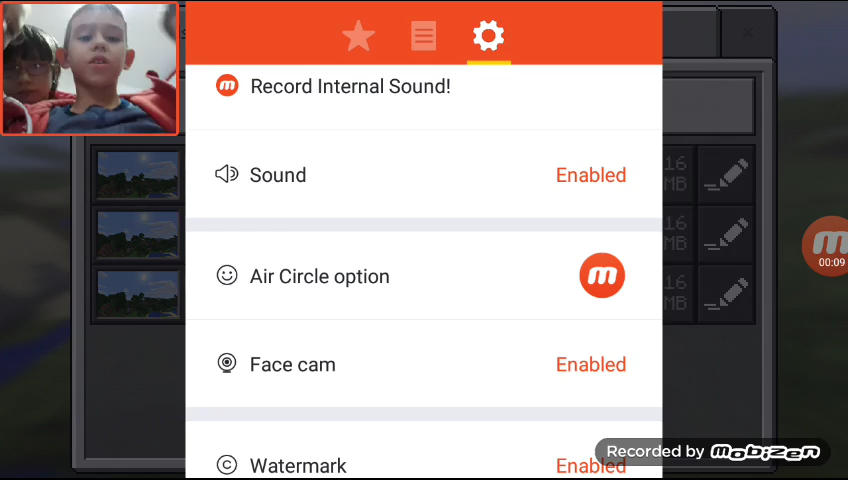 Record Internal Sound!
Sound Enabled
16
MB
Air Circle option m
16
MB
m
00:09
16
MB
Face cam Enabled
Recorded by Mobizen
Watermark Enabled